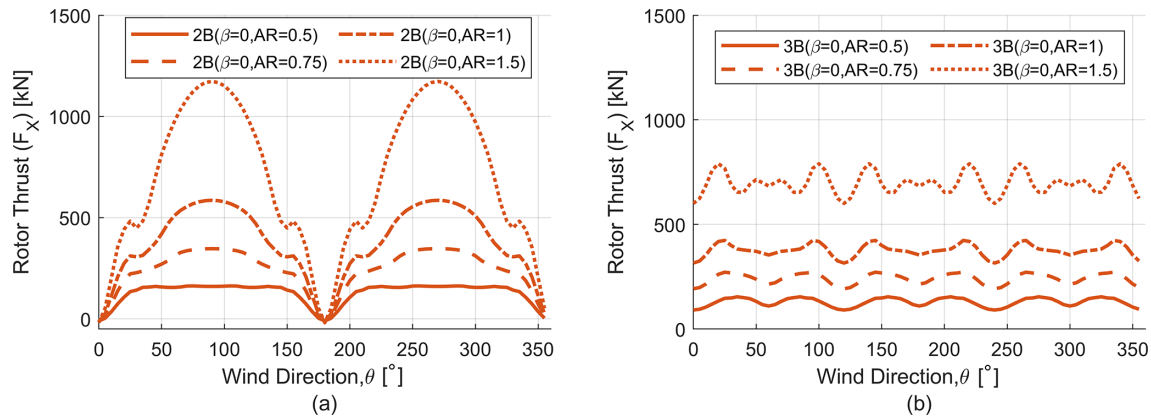 1500
1000
500
0
Rotor Thrust (F_X) [kN]
2B(β=0,AR=0.5)
2B(β=0,AR=1)
2B(β=0,AR=0.75)
2B(β=0,AR=1.5)
0 50 100 150 200 250 300 350
Wind Direction,θ [°]
(a)
1500
1000
500
0
Rotor Thrust (F_X) [kN]
3B(β=0,AR=0.5)
3B(β=0,AR=1)
3B(β=0,AR=0.75)
3B(β=0,AR=1.5)
0 50 100 150 200 250 300 350
Wind Direction,θ [°]
(b)